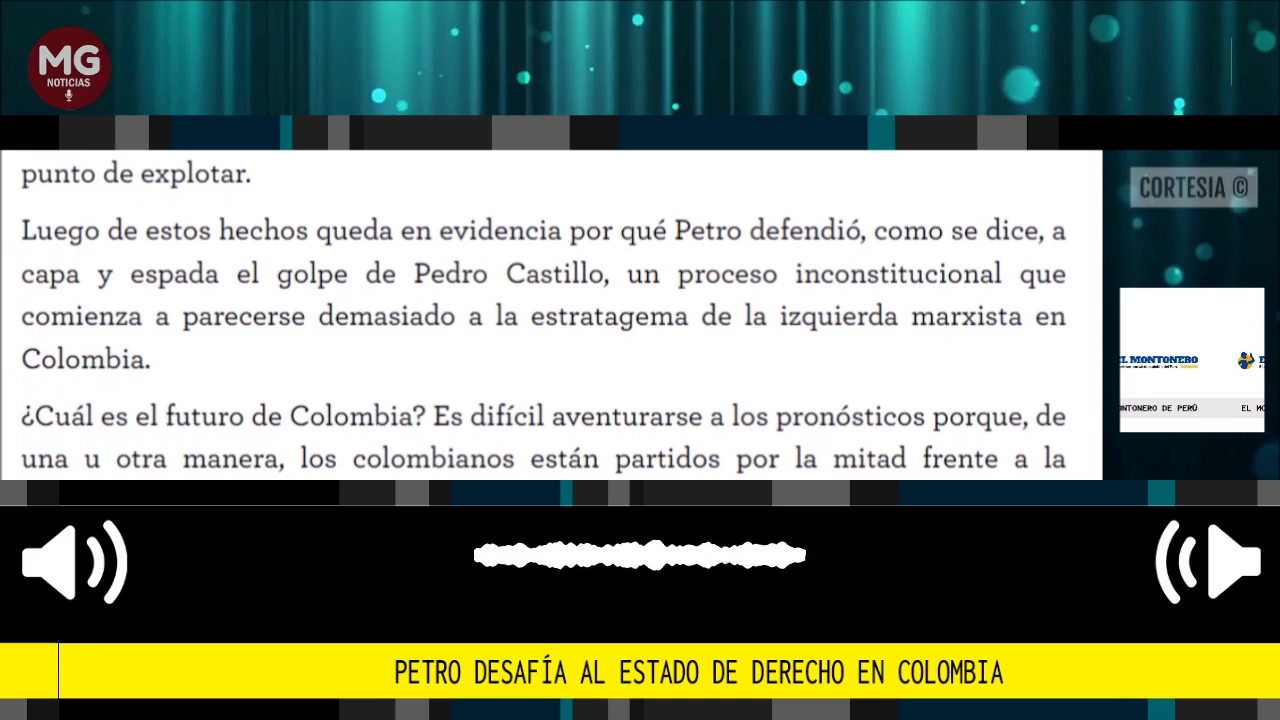 MG
NOTICIAS
punto de explotar.
CORTESIA ©
Luego de estos hechos queda en evidencia por qué Petro defendió, como se dice, a
capa y espada el golpe de Pedro Castillo, un proceso inconstitucional que
comienza a parecerse demasiado a la estratagema de la izquierda marxista en
Colombia.
EL MONTONERO
¿Cuál es el futuro de Colombia? Es difícil aventurarse a los pronósticos porque, de
una u otra manera, los colombianos están partidos por la mitad frente a la
ONTONERO DE PERÚ EL MO
PETRO DESAFÍA AL ESTADO DE DERECHO EN COLOMBIA